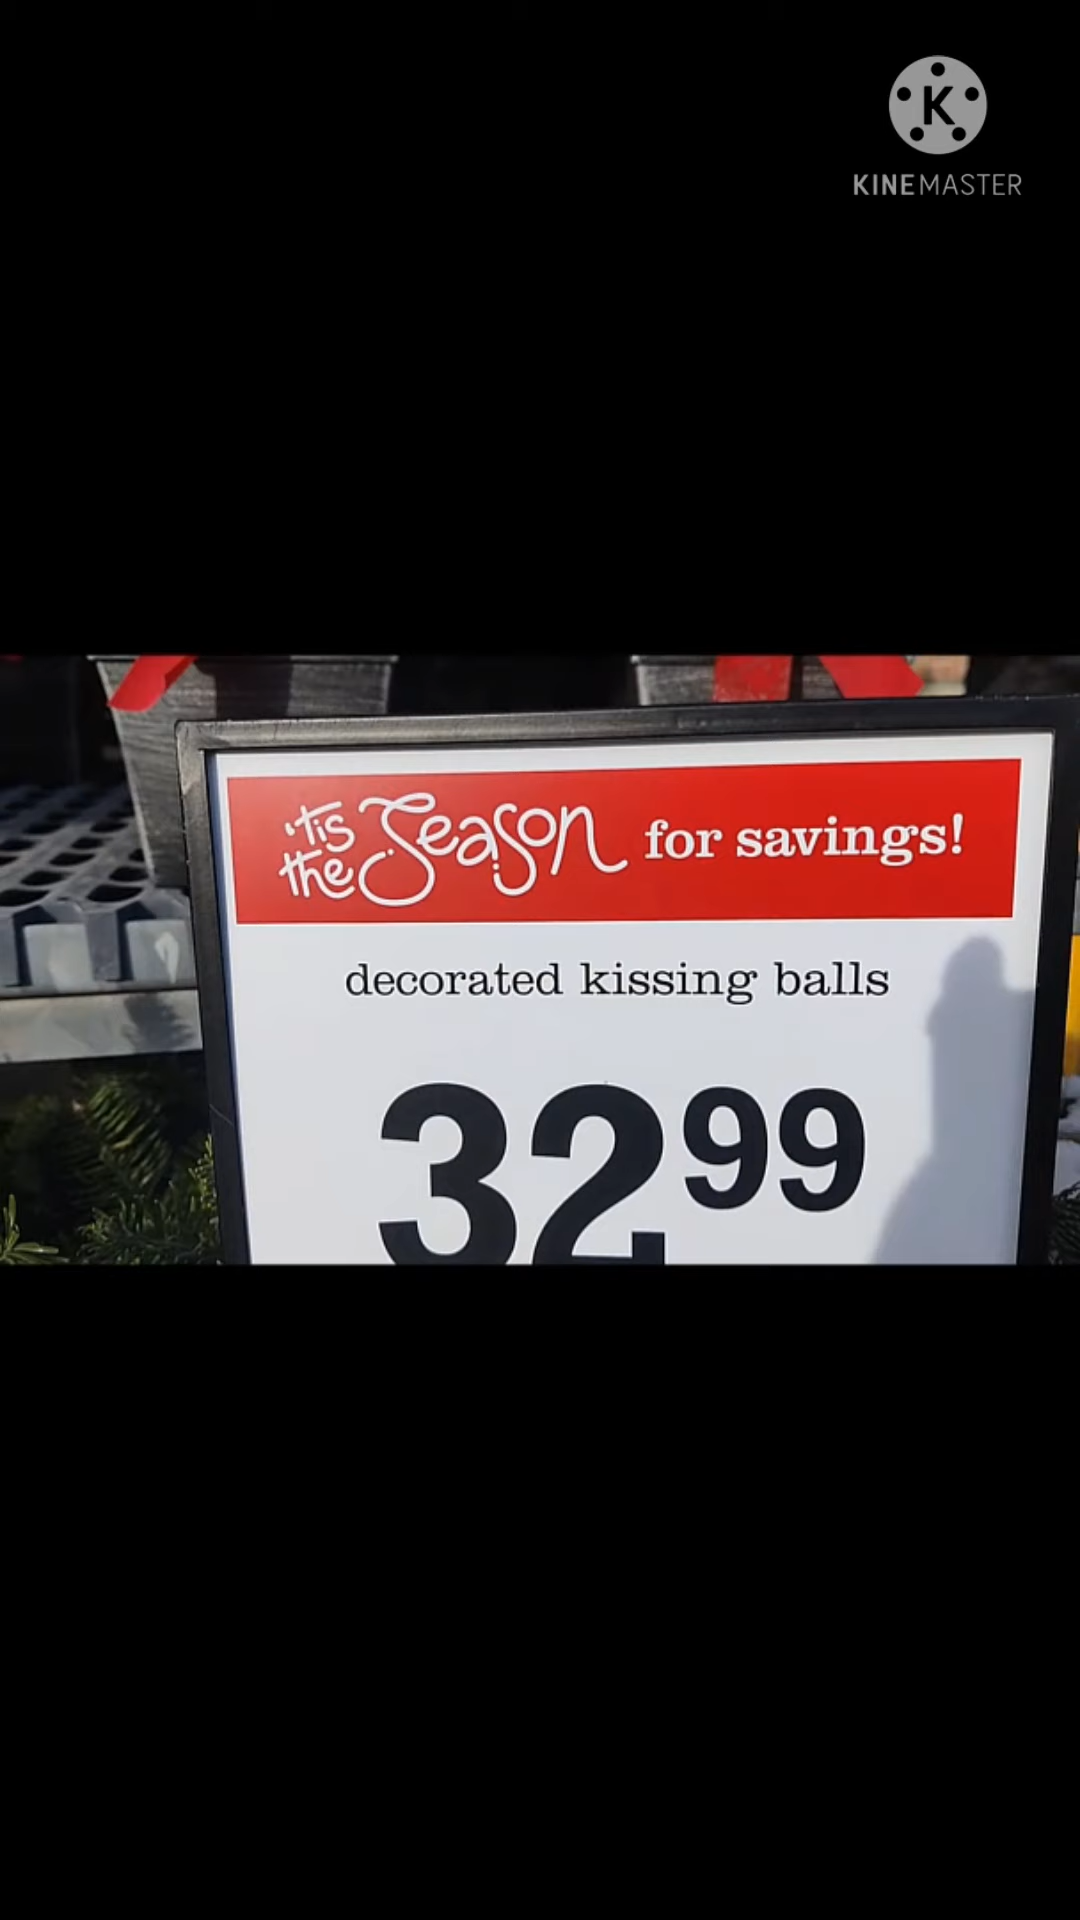 K
KINEMASTER
'tis the Season for savings!
decorated kissing balls
32 99